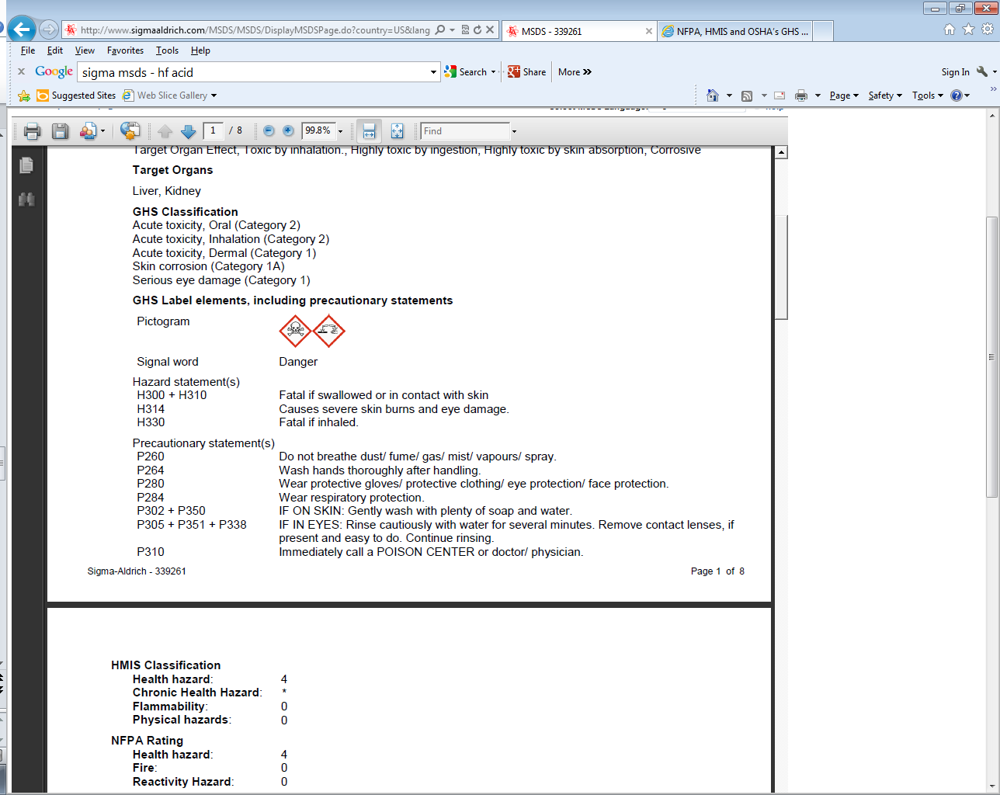 http://www.sigmaaldrich.com/MSDS/MSDS/DisplayMSDSPage.do?country=US&lang
MSDS - 339261
NFPA, HMIS and OSHA's GHS ...
File Edit View Favorites Tools Help
x Google sigma msds - hf acid Search Share More »
Sign In
Suggested Sites Web Slice Gallery
Page Safety Tools
1 / 8 99.8% Find
Target Organ Effect, Toxic by inhalation., Highly toxic by ingestion, Highly toxic by skin absorption, Corrosive
Target Organs
Liver, Kidney
GHS Classification
Acute toxicity, Oral (Category 2)
Acute toxicity, Inhalation (Category 2)
Acute toxicity, Dermal (Category 1)
Skin corrosion (Category 1A)
Serious eye damage (Category 1)
GHS Label elements, including precautionary statements
Pictogram
Signal word Danger
Hazard statement(s)
H300 + H310 Fatal if swallowed or in contact with skin
H314 Causes severe skin burns and eye damage.
H330 Fatal if inhaled.
Precautionary statement(s)
P260 Do not breathe dust/ fume/ gas/ mist/ vapours/ spray.
P264 Wash hands thoroughly after handling.
P280 Wear protective gloves/ protective clothing/ eye protection/ face protection.
P284 Wear respiratory protection.
P302 + P350 IF ON SKIN: Gently wash with plenty of soap and water.
P305 + P351 + P338 IF IN EYES: Rinse cautiously with water for several minutes. Remove contact lenses, if
present and easy to do. Continue rinsing.
P310 Immediately call a POISON CENTER or doctor/ physician.
Sigma-Aldrich - 339261 Page 1 of 8
HMIS Classification
Health hazard: 4
Chronic Health Hazard: *
Flammability: 0
Physical hazards: 0
NFPA Rating
Health hazard: 4
Fire: 0
Reactivity Hazard: 0